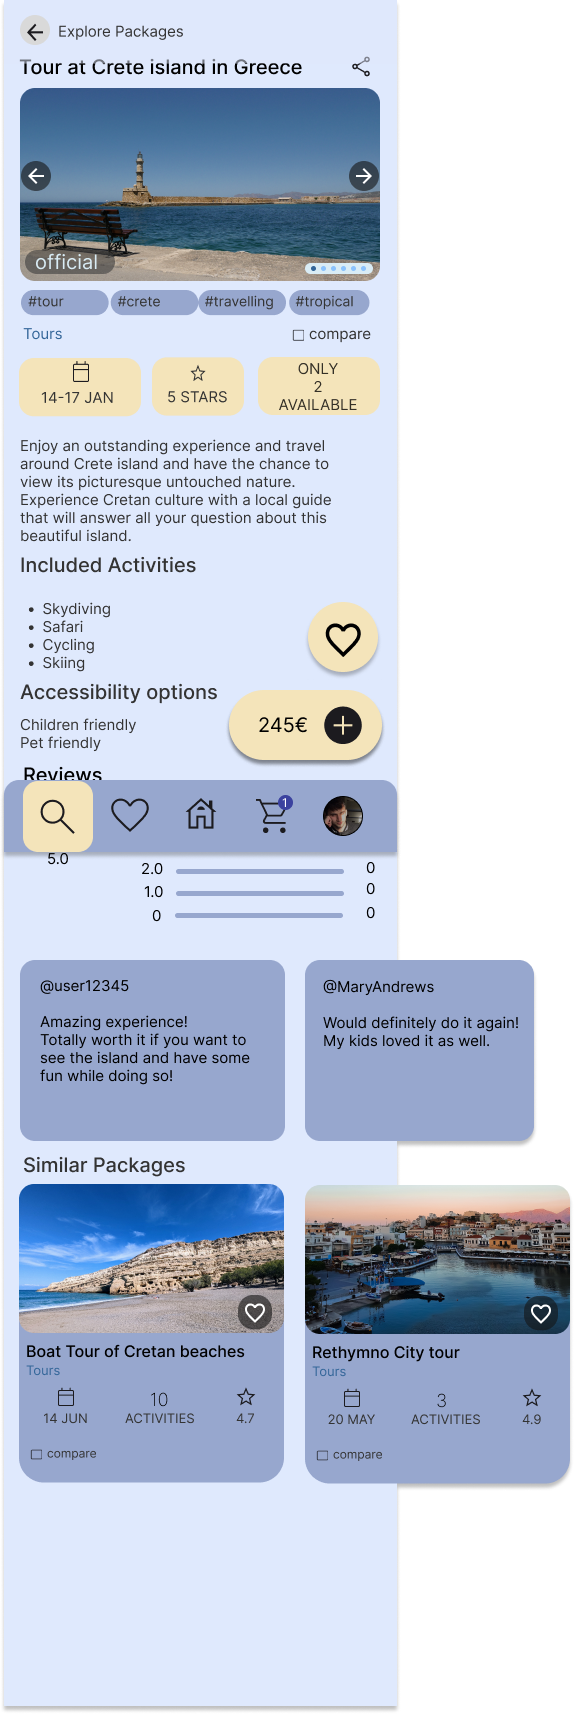 Explore Packages
Tour at Crete island in Greece
official
#tour #crete #travelling #tropical
Tours
compare
14-17 JAN
5 STARS
ONLY
2
AVAILABLE
Enjoy an outstanding experience and travel
around Crete island and have the chance to
view its picturesque untouched nature.
Experience Cretan culture with a local guide
that will answer all your question about this
beautiful island.
Included Activities
• Skydiving
• Safari
• Cycling
• Skiing
Accessibility options
Children friendly
Pet friendly
245€
Reviews
1
5.0
2.0 0
1.0 0
0 0
@user12345
Amazing experience!
Totally worth it if you want to
see the island and have some
fun while doing so!
@MaryAndrews
Would definitely do it again!
My kids loved it as well.
Similar Packages
Boat Tour of Cretan beaches
Tours
14 JUN
10
ACTIVITIES
4.7
compare
Rethymno City tour
Tours
20 MAY
3
ACTIVITIES
4.9
compare